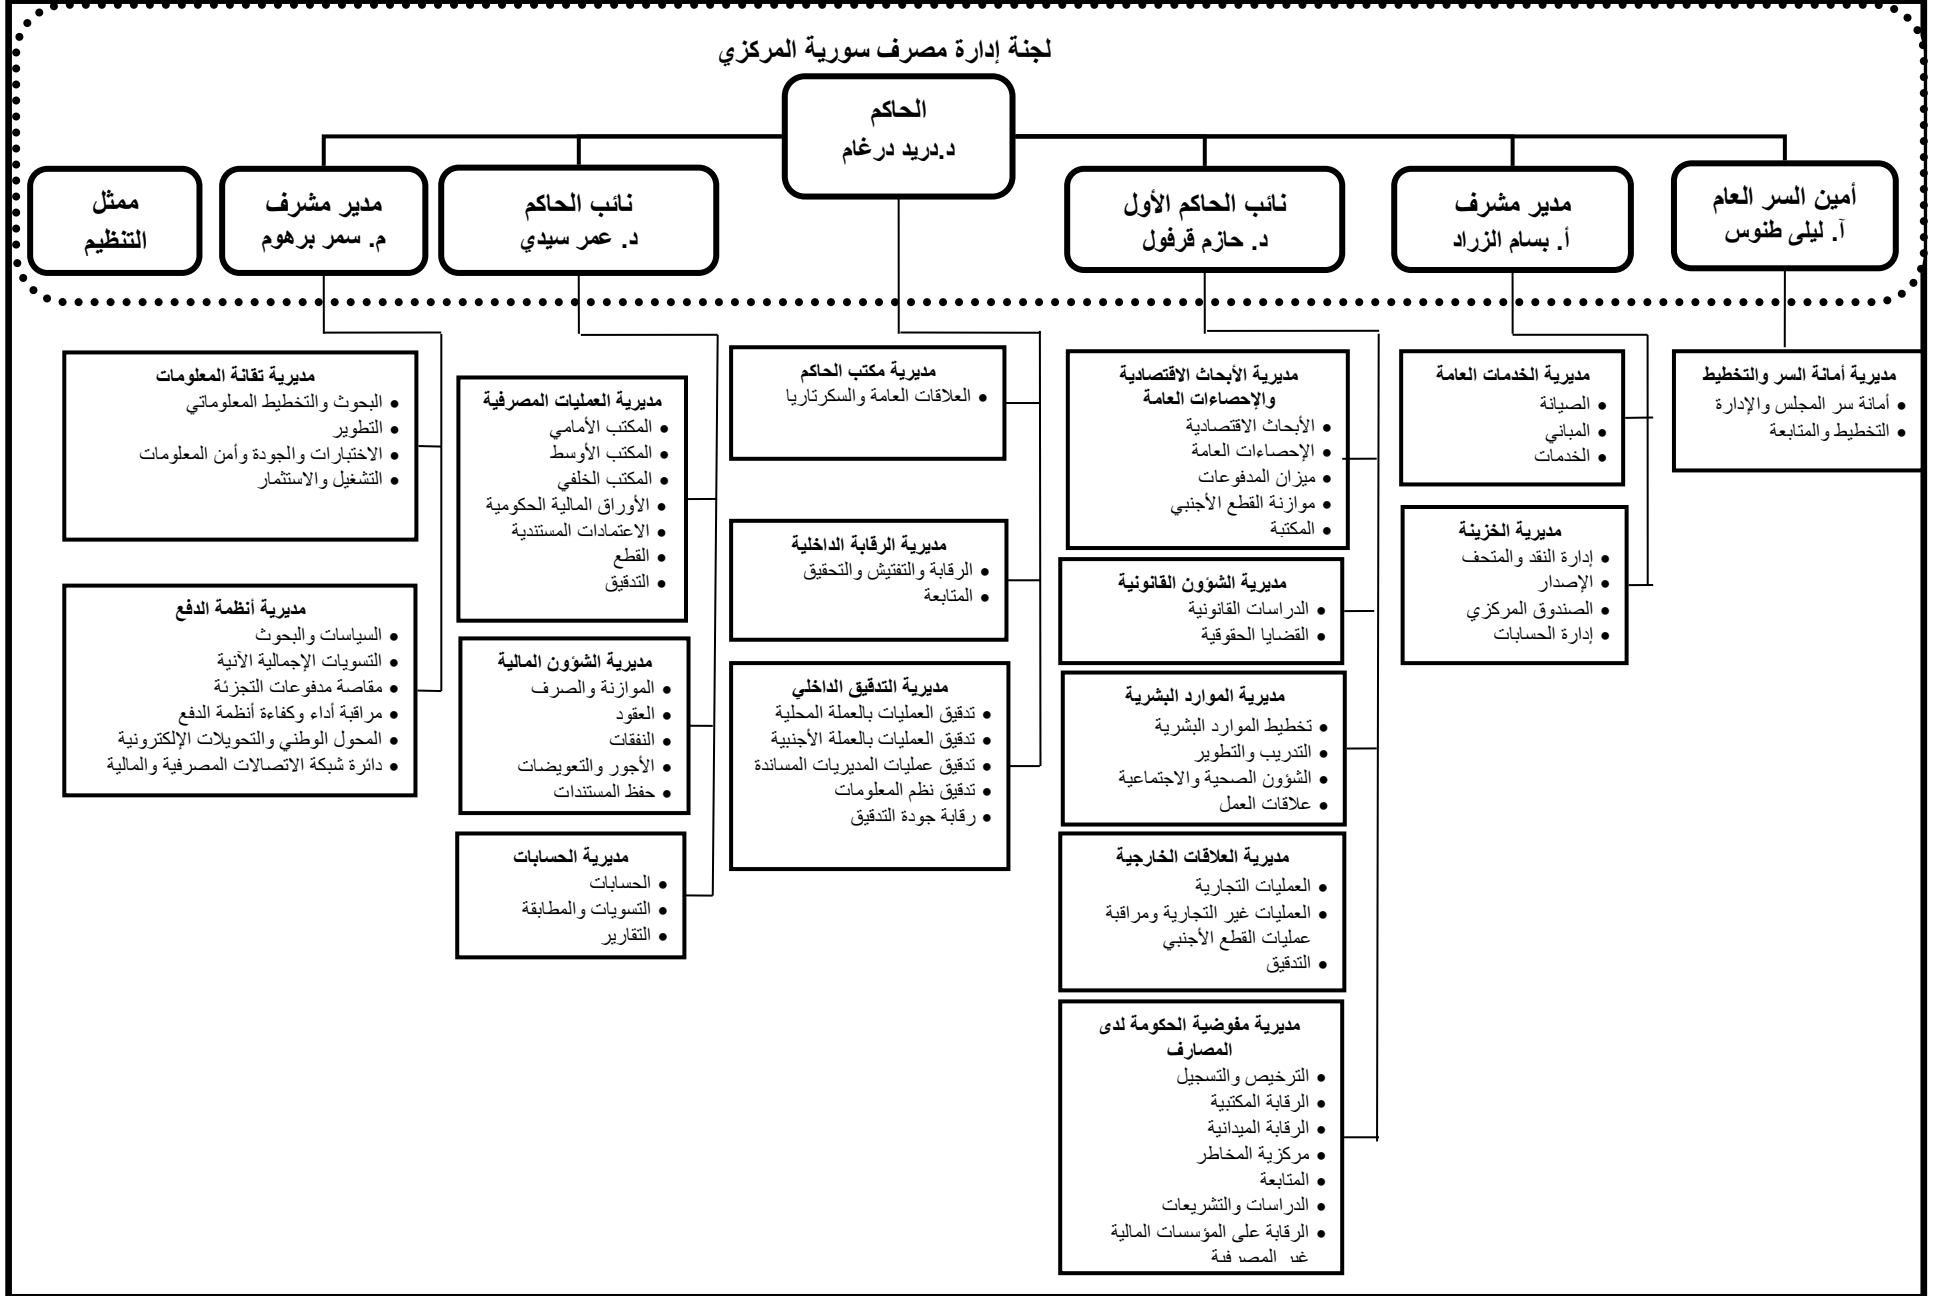 لجنة إدارة مصرف سورية المركزي
الحاكم
د.دريد درغام
أمين السر العام
آ. ليلى طنوس
مدير مشرف
أ. بسام الزراد
نائب الحاكم الأول
د. حازم قرفول
نائب الحاكم
د. عمر سيدي
مدير مشرف
م. سمر برهوم
ممثل
التنظيم
مديرية أمانة السر والتخطيط
• أمانة سر المجلس والإدارة
• التخطيط والمتابعة
مديرية الخدمات العامة
• الصيانة
• المباني
• الخدمات
مديرية الخزينة
• إدارة النقد والمتحف
• الإصدار
• الصندوق المركزي
• إدارة الحسابات
مديرية الأبحاث الاقتصادية
والإحصاءات العامة
• الأبحاث الاقتصادية
• الإحصاءات العامة
• ميزان المدفوعات
• موازنة القطع الأجنبي
• المكتبة
مديرية الشؤون القانونية
• الدراسات القانونية
• القضايا الحقوقية
مديرية الموارد البشرية
• تخطيط الموارد البشرية
• التدريب والتطوير
• الشؤون الصحية والاجتماعية
• علاقات العمل
مديرية العلاقات الخارجية
• العمليات التجارية
• العمليات غير التجارية ومراقبة
عمليات القطع الأجنبي
• التدقيق
مديرية مفوضية الحكومة لدى
المصارف
• الترخيص والتسجيل
• الرقابة المكتبية
• الرقابة الميدانية
• مركزية المخاطر
• المتابعة
• الدراسات والتشريعات
• الرقابة على المؤسسات المالية
غير المصرفية
مديرية مكتب الحاكم
• العلاقات العامة والسكرتاريا
مديرية الرقابة الداخلية
• الرقابة والتفتيش والتحقيق
• المتابعة
مديرية التدقيق الداخلي
• تدقيق العمليات بالعملة المحلية
• تدقيق العمليات بالعملة الأجنبية
• تدقيق عمليات المديريات المساندة
• تدقيق نظم المعلومات
• رقابة جودة التدقيق
مديرية العمليات المصرفية
• المكتب الأمامي
• المكتب الأوسط
• المكتب الخلفي
• الأوراق المالية الحكومية
• الاعتمادات المستندية
• القطع
• التدقيق
مديرية الشؤون المالية
• الموازنة والصرف
• العقود
• النفقات
• الأجور والتعويضات
• حفظ المستندات
مديرية الحسابات
• الحسابات
• التسويات والمطابقة
• التقارير
مديرية تقانة المعلومات
• البحوث والتخطيط المعلوماتي
• التطوير
• الاختبارات والجودة وأمن المعلومات
• التشغيل والاستثمار
مديرية أنظمة الدفع
• السياسات والبحوث
• التسويات الإجمالية الآنية
• مقاصة مدفوعات التجزئة
• مراقبة أداء وكفاءة أنظمة الدفع
• المحول الوطني والتحويلات الإلكترونية
• دائرة شبكة الاتصالات المصرفية والمالية